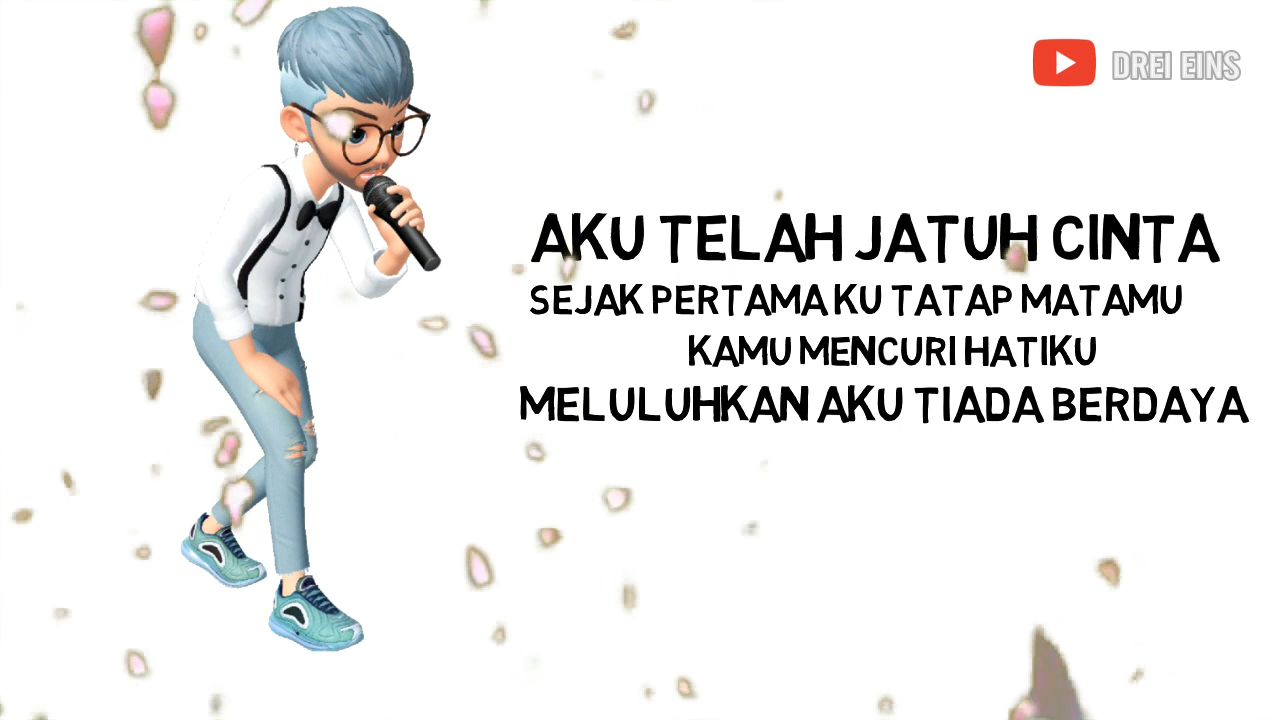 DREI EINS
AKU TELAH JATUH CINTA
SEJAK PERTAMA KU TATAP MATAMU
KAMU MENCURI HATIKU
MELULUHKAN AKU TIADA BERDAYA